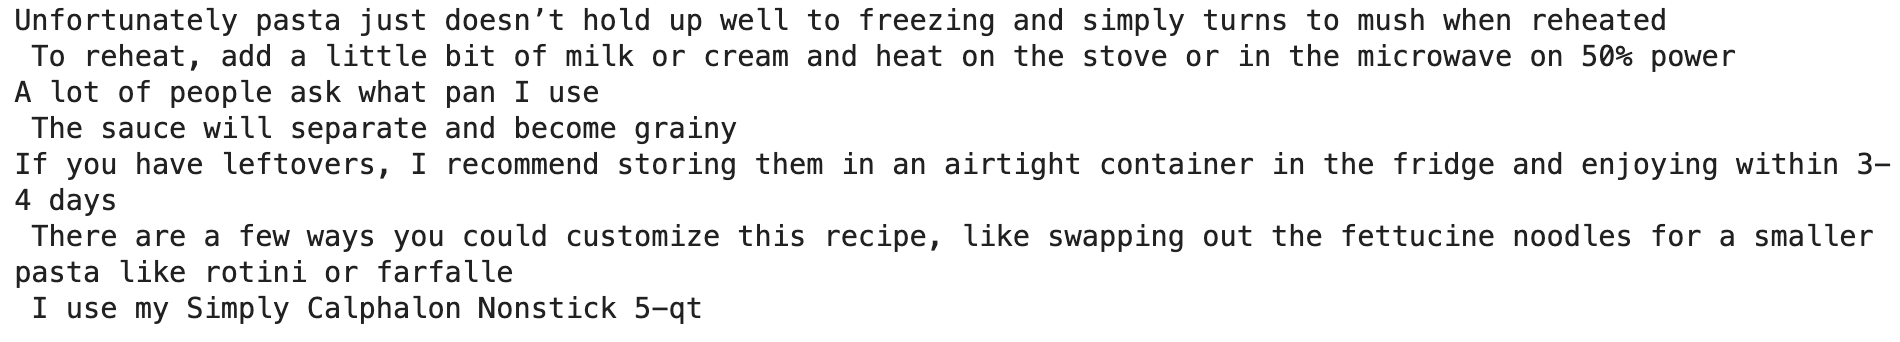 Unfortunately pasta just doesn’t hold up well to freezing and simply turns to mush when reheated
 To reheat, add a little bit of milk or cream and heat on the stove or in the microwave on 50% power
A lot of people ask what pan I use
 The sauce will separate and become grainy
If you have leftovers, I recommend storing them in an airtight container in the fridge and enjoying within 3–
4 days
 There are a few ways you could customize this recipe, like swapping out the fettucine noodles for a smaller
pasta like rotini or farfalle
 I use my Simply Calphalon Nonstick 5-qt